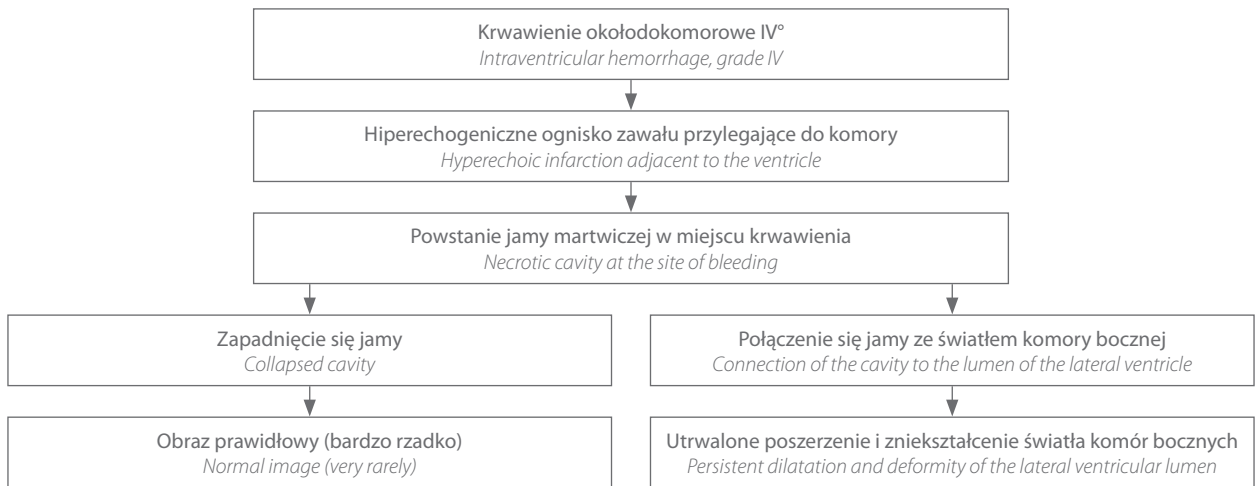 Krwawienie okołodokomorowe IV°
Intraventricular hemorrhage, grade IV
Hiperechogeniczne ognisko zawału przylegające do komory
Hyperechoic infarction adjacent to the ventricle
Powstanie jamy martwiczej w miejscu krwawienia
Necrotic cavity at the site of bleeding
Zapadnięcie się jamy
Collapsed cavity
Połączenie się jamy ze światłem komory bocznej
Connection of the cavity to the lumen of the lateral ventricle
Obraz prawidłowy (bardzo rzadko)
Normal image (very rarely)
Utrwalone poszerzenie i zniekształcenie światła komór bocznych
Persistent dilatation and deformity of the lateral ventricular lumen